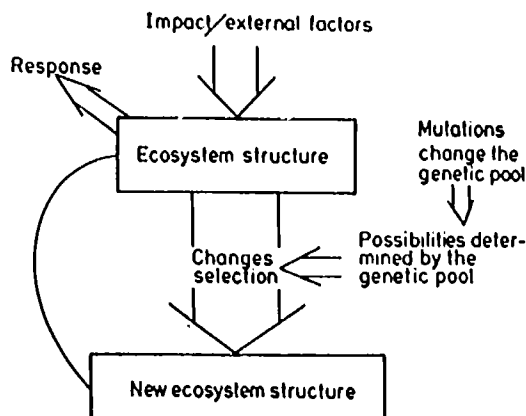 Impact/external factors
Response
Ecosystem structure
Mutations
change the
genetic pool
Changes
selection
Possibilities deter-
mined by the
genetic pool
New ecosystem structure